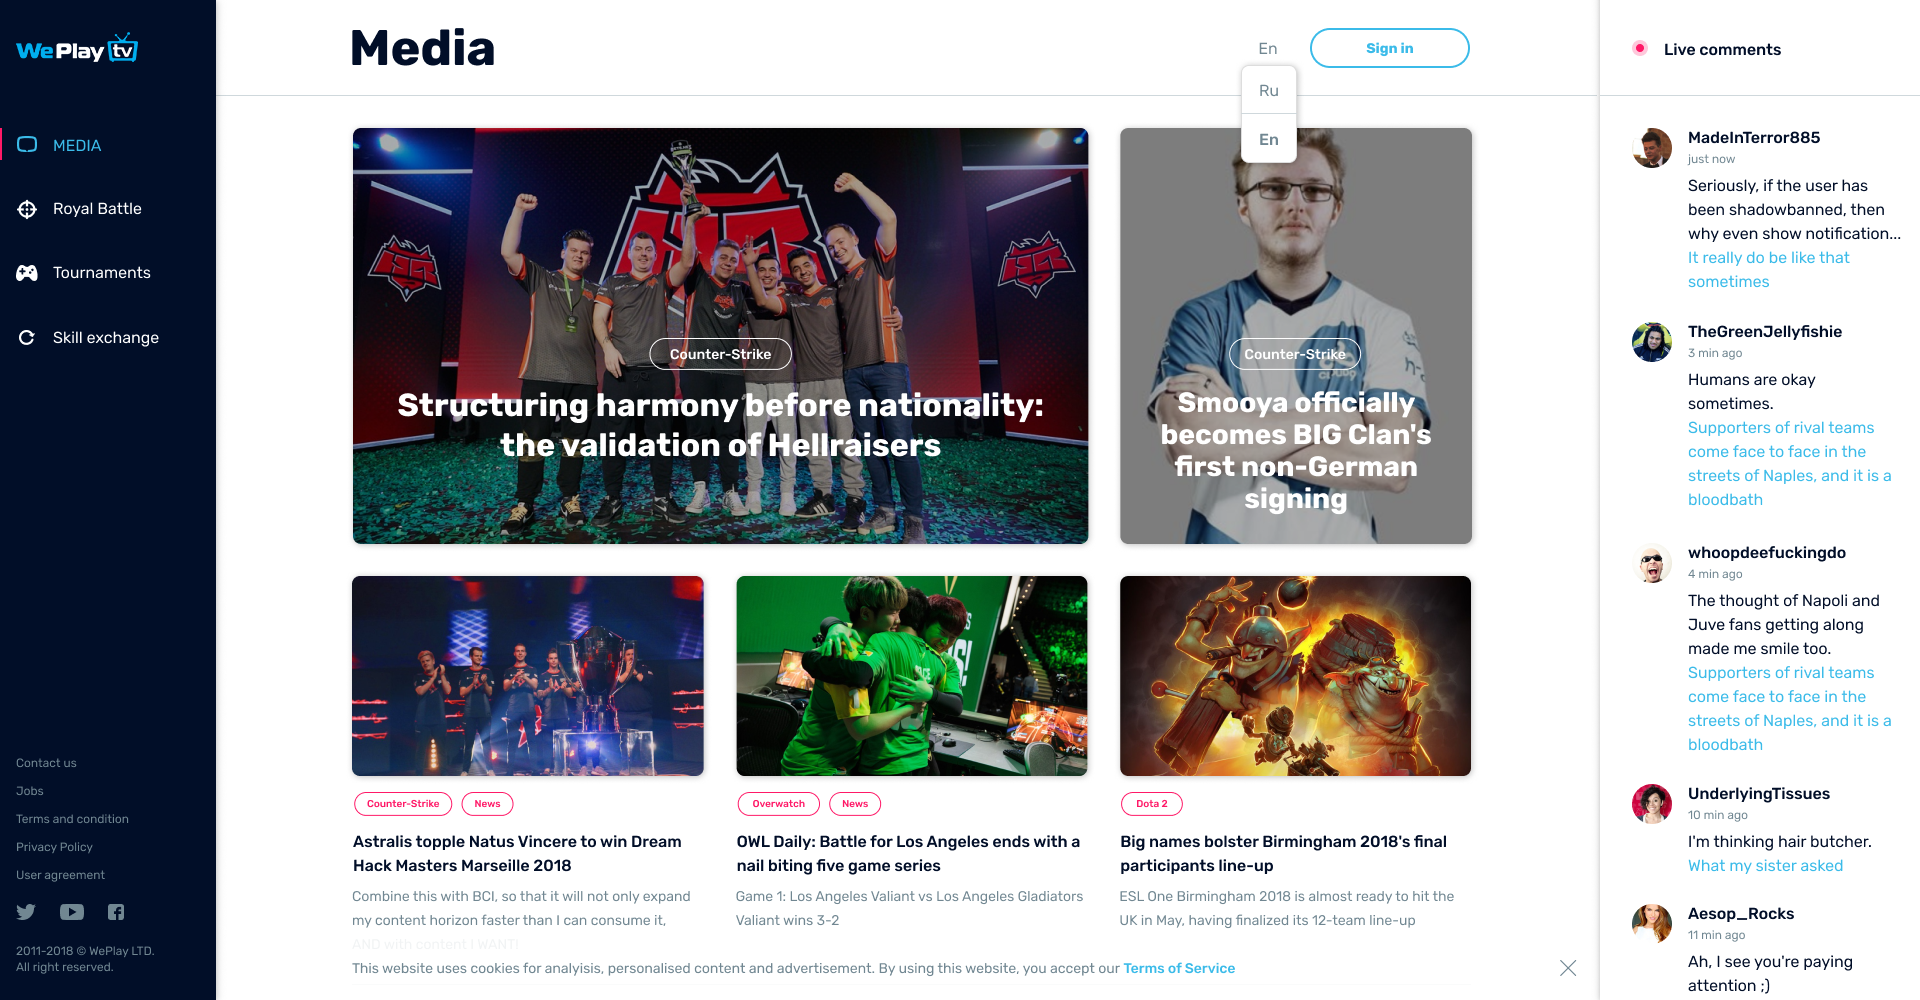 WePlay tv
MEDIA
Royal Battle
Tournaments
Skill exchange
Contact us
Jobs
Terms and condition
Privacy Policy
User agreement
2011-2018 © WePlay LTD.
All right reserved.
Media
En
Sign in
Ru
En
Counter-Strike
Structuring harmony before nationality:
the validation of Hellraisers
Counter-Strike
Smooya officially
becomes BIG Clan's
first non-German
signing
Counter-Strike
News
Astralis topple Natus Vincere to win Dream
Hack Masters Marseille 2018
Combine this with BCI, so that it will not only expand
my content horizon faster than I can consume it,
AND with content I WANT!
Overwatch
News
OWL Daily: Battle for Los Angeles ends with a
nail biting five game series
Game 1: Los Angeles Valiant vs Los Angeles Gladiators
Valiant wins 3-2
Dota 2
Big names bolster Birmingham 2018's final
participants line-up
ESL One Birmingham 2018 is almost ready to hit the
UK in May, having finalized its 12-team line-up
This website uses cookies for analyisis, personalised content and advertisement. By using this website, you accept our Terms of Service
Live comments
MadeInTerror885
just now
Seriously, if the user has
been shadowbanned, then
why even show notification...
It really do be like that
sometimes
TheGreenJellyfishie
3 min ago
Humans are okay
sometimes.
Supporters of rival teams
come face to face in the
streets of Naples, and it is a
bloodbath
whoopdeefuckingdo
4 min ago
The thought of Napoli and
Juve fans getting along
made me smile too.
Supporters of rival teams
come face to face in the
streets of Naples, and it is a
bloodbath
UnderlyingTissues
10 min ago
I'm thinking hair butcher.
What my sister asked
Aesop_Rocks
11 min ago
Ah, I see you're paying
attention ;)